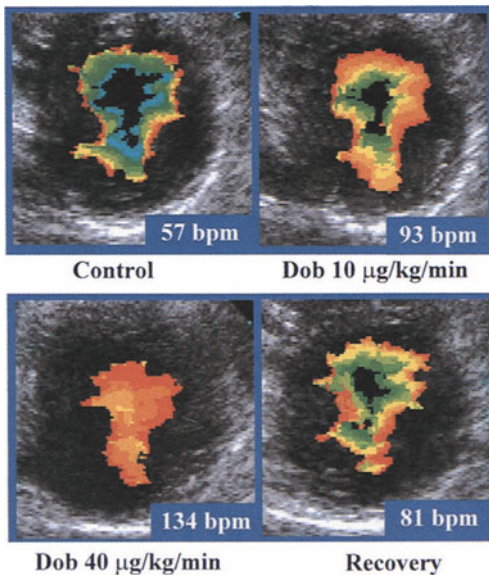 57 bpm
93 bpm
Control
Dob 10 μg/kg/min
134 bpm
81 bpm
Dob 40 μg/kg/min
Recovery